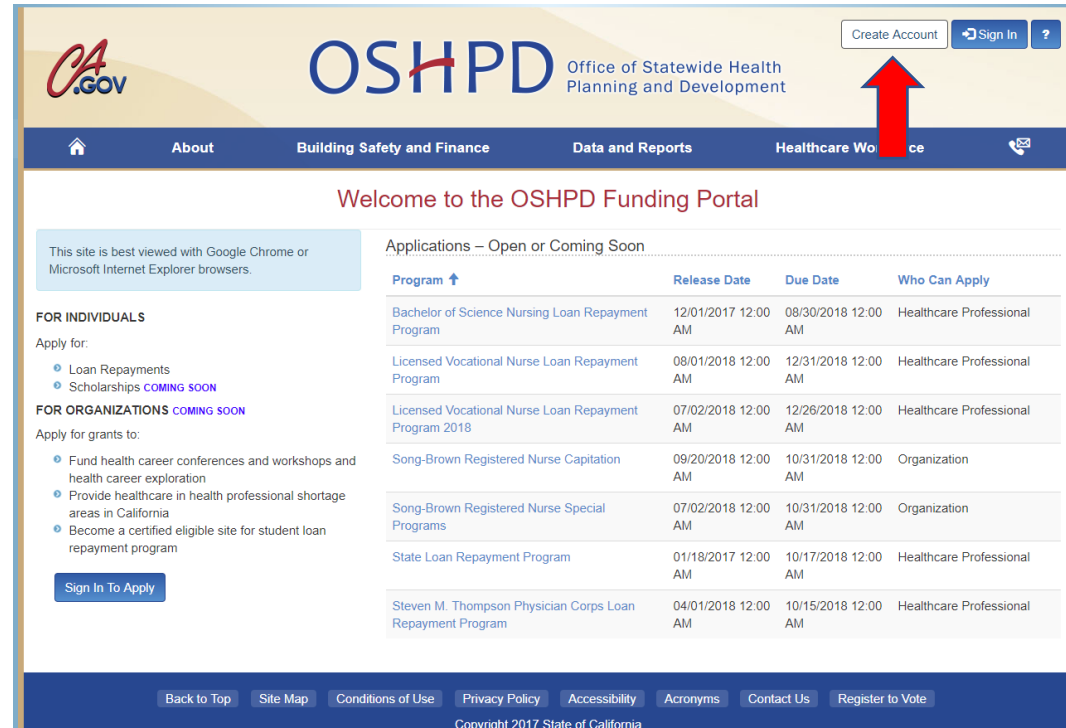 Create Account
Sign In
?
CA
.GOV
OSHPD
Office of Statewide Health
Planning and Development
About
Building Safety and Finance
Data and Reports
Healthcare Wor ce
Welcome to the OSHPD Funding Portal
This site is best viewed with Google Chrome or
Microsoft Internet Explorer browsers.
FOR INDIVIDUALS
Apply for:
Loan Repayments
Scholarships COMING SOON
FOR ORGANIZATIONS COMING SOON
Apply for grants to:
Fund health career conferences and workshops and
health career exploration
Provide healthcare in health professional shortage
areas in California
Become a certified eligible site for student loan
repayment program
Sign In To Apply
Applications – Open or Coming Soon
Program Release Date Due Date Who Can Apply
Bachelor of Science Nursing Loan Repayment 12/01/2017 12:00 08/30/2018 12:00 Healthcare Professional
Program AM AM
Licensed Vocational Nurse Loan Repayment 08/01/2018 12:00 12/31/2018 12:00 Healthcare Professional
Program AM AM
Licensed Vocational Nurse Loan Repayment 07/02/2018 12:00 12/26/2018 12:00 Healthcare Professional
Program 2018 AM AM
Song-Brown Registered Nurse Capitation 09/20/2018 12:00 10/31/2018 12:00 Organization
AM AM
Song-Brown Registered Nurse Special 07/02/2018 12:00 10/31/2018 12:00 Organization
Programs AM AM
State Loan Repayment Program 01/18/2017 12:00 10/17/2018 12:00 Healthcare Professional
AM AM
Steven M. Thompson Physician Corps Loan 04/01/2018 12:00 10/15/2018 12:00 Healthcare Professional
Repayment Program AM AM
Back to Top Site Map Conditions of Use Privacy Policy Accessibility Acronyms Contact Us Register to Vote
Copyright 2017 State of California